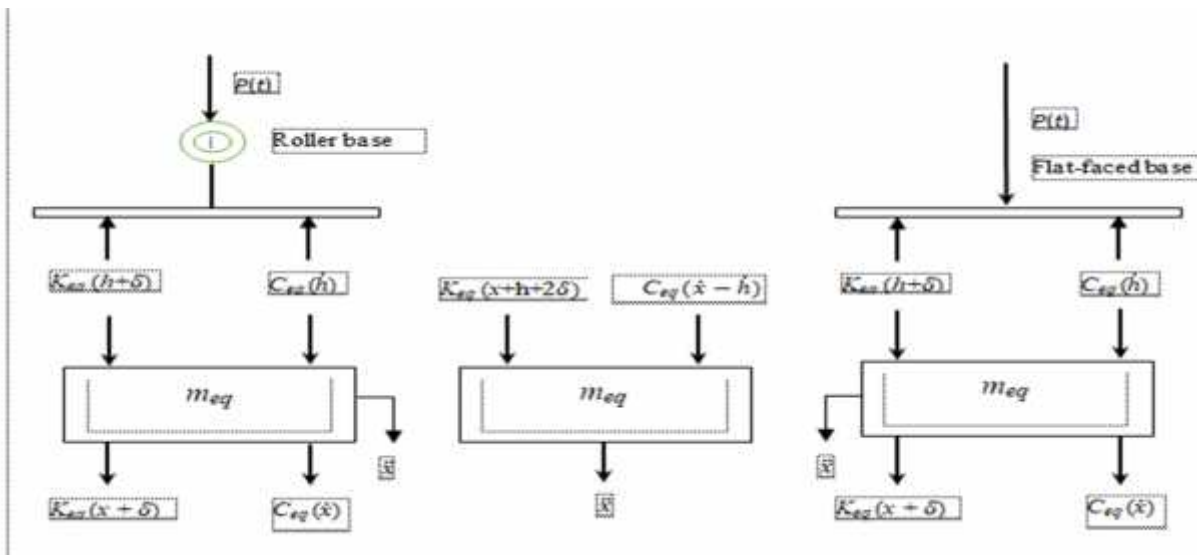 P(t)
Roller base
K_eq(h+δ)
C_eq(ḣ)
m_eq
ẍ
K_eq(x + δ)
C_eq(ẋ)
K_eq(x+h+2δ)
C_eq(ẋ − ḣ)
m_eq
ẍ
P(t)
Flat-faced base
K_eq(h+δ)
C_eq(ḣ)
m_eq
ẍ
K_eq(x + δ)
C_eq(ẋ)